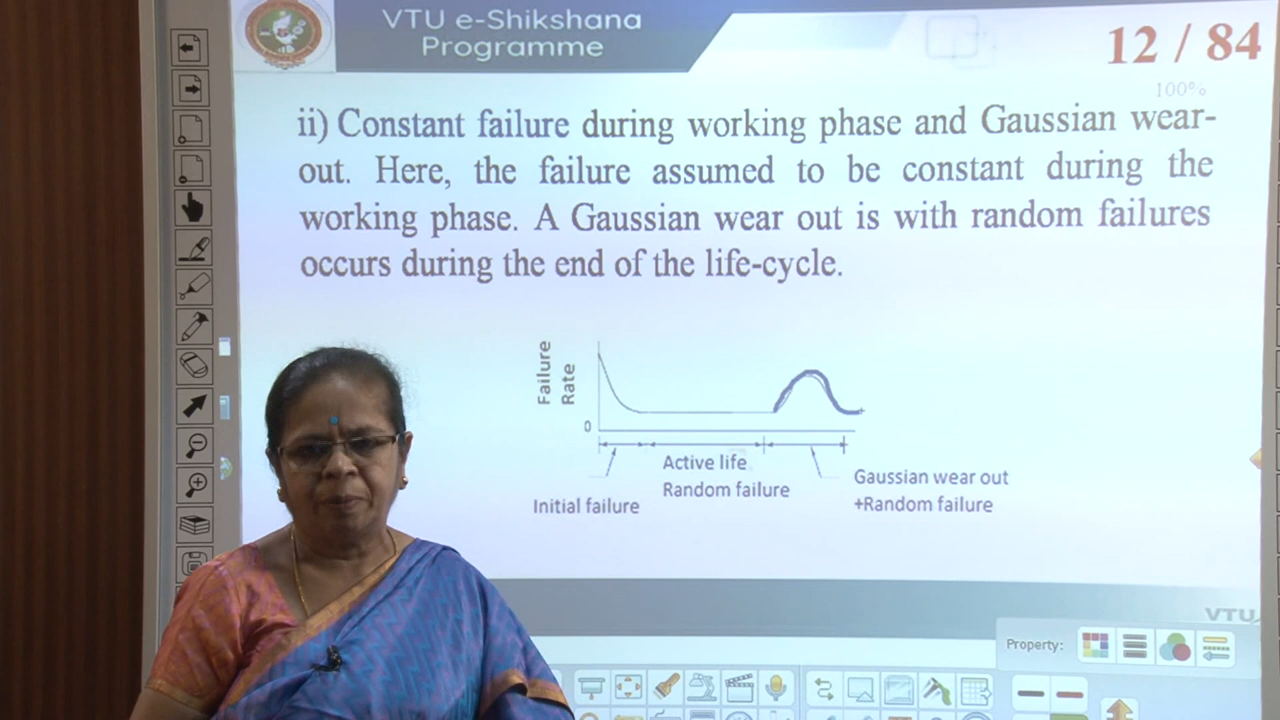 VTU e-Shikshana
Programme
12 / 84
100%
ii) Constant failure during working phase and Gaussian wear-
out. Here, the failure assumed to be constant during the
working phase. A Gaussian wear out is with random failures
occurs during the end of the life-cycle.
Failure
Rate
0
Active life
Random failure
Initial failure
Gaussian wear out
+Random failure
VTU
Property: